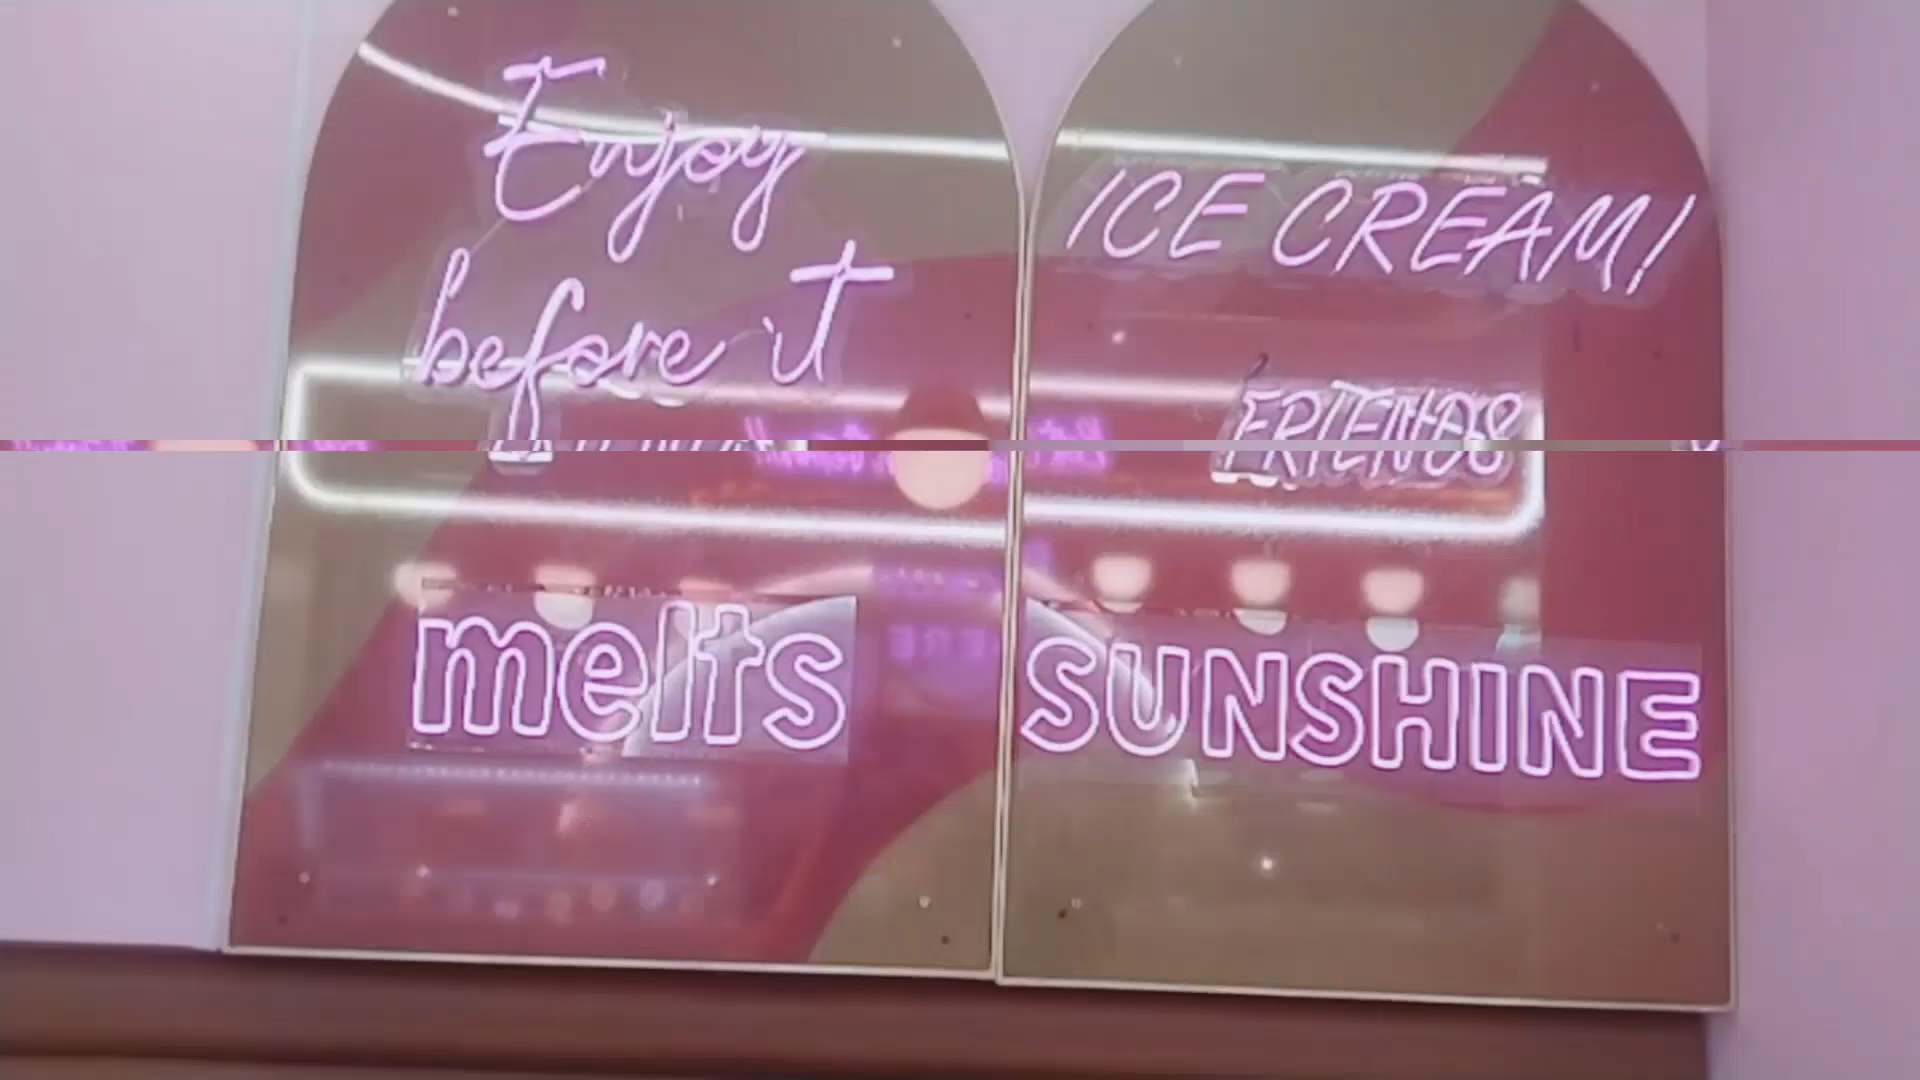 Enjoy
before it
melts
ICE CREAM!
FRIENDS
SUNSHINE